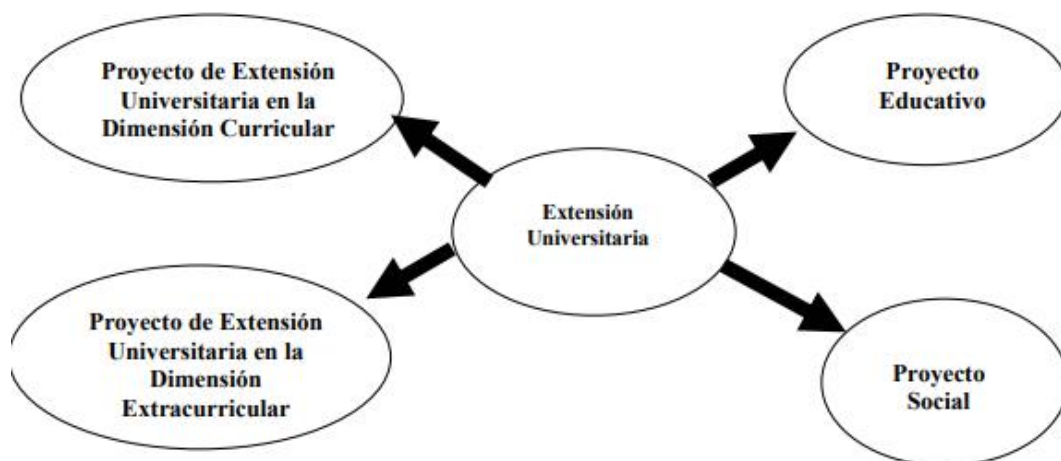 Proyecto de Extensión
Universitaria en la
Dimensión Curricular
Proyecto
Educativo
Extensión
Universitaria
Proyecto de Extensión
Universitaria en la
Dimensión
Extracurricular
Proyecto
Social